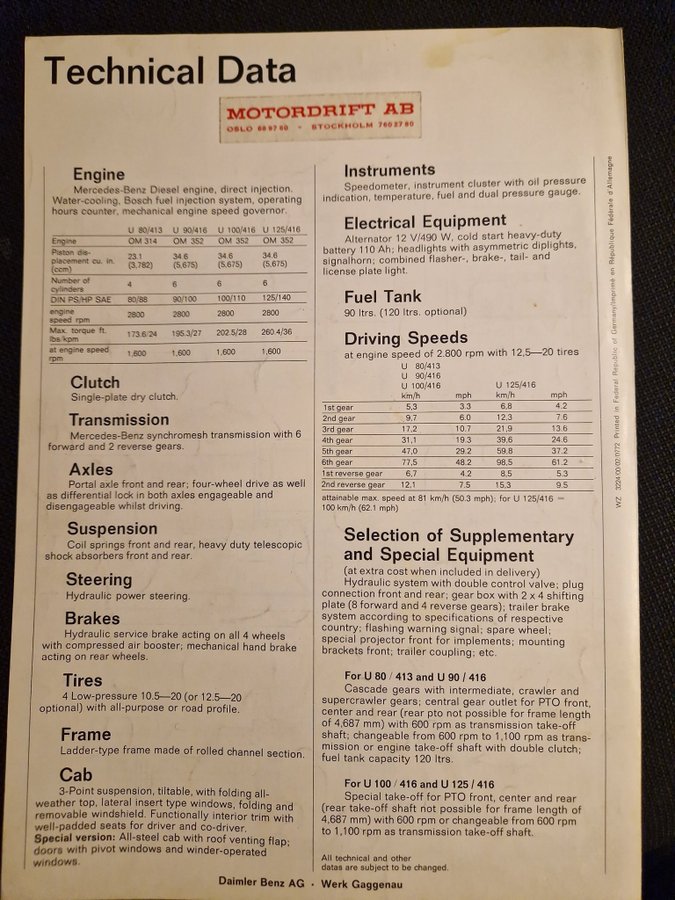 Technical Data
MOTORDRIFT AB
OSLO 68 97 60 • STOCKHOLM 760 27 80
Engine
Mercedes-Benz Diesel engine, direct injection.
Water-cooling, Bosch fuel injection system, operating
hours counter, mechanical engine speed governor.
U 80/413 U 90/416 U 100/416 U 125/416
Engine OM 314 OM 352 OM 352 OM 352
Piston dis-
placement cu. in. 23.1 34.6 34.6 34.6
(ccm) (3,782) (5,675) (5,675) (5,675)
Number of
cylinders 4 6 6 6
DIN PS/HP SAE 80/88 90/100 100/110 125/140
engine
speed rpm 2800 2800 2800 2800
Max. torque ft.
lbs/kpm 173.6/24 195.3/27 202.5/28 260.4/36
at engine speed
rpm 1,600 1,600 1,600 1,600
Clutch
Single-plate dry clutch.
Transmission
Mercedes-Benz synchromesh transmission with 6
forward and 2 reverse gears.
Axles
Portal axle front and rear; four-wheel drive as well
as differential lock in both axles engageable and
disengageable whilst driving.
Suspension
Coil springs front and rear, heavy duty telescopic
shock absorbers front and rear.
Steering
Hydraulic power steering.
Brakes
Hydraulic service brake acting on all 4 wheels
with compressed air booster; mechanical hand brake
acting on rear wheels.
Tires
4 Low-pressure 10.5—20 (or 12.5—20
optional) with all-purpose or road profile.
Frame
Ladder-type frame made of rolled channel section.
Cab
3-Point suspension, tiltable, with folding all-
weather top, lateral insert type windows, folding and
removable windshield. Functionally interior trim with
well-padded seats for driver and co-driver.
Special version: All-steel cab with roof venting flap;
doors with pivot windows and winder-operated
windows.
Instruments
Speedometer, instrument cluster with oil pressure
indication, temperature, fuel and dual pressure gauge.
Electrical Equipment
Alternator 12 V/490 W, cold start heavy-duty
battery 110 Ah; headlights with asymmetric diplights,
signalhorn; combined flasher-, brake-, tail- and
license plate light.
Fuel Tank
90 ltrs. (120 ltrs. optional)
Driving Speeds
at engine speed of 2.800 rpm with 12,5—20 tires
U 80/413
U 90/416
U 100/416 U 125/416
km/h mph km/h mph
1st gear 5,3 3.3 6,8 4.2
2nd gear 9,7 6.0 12,3 7.6
3rd gear 17,2 10.7 21,9 13.6
4th gear 31,1 19.3 39,6 24.6
5th gear 47,0 29.2 59,8 37.2
6th gear 77,5 48.2 98,5 61.2
1st reverse gear 6,7 4.2 8,5 5.3
2nd reverse gear 12,1 7.5 15,3 9.5
attainable max. speed at 81 km/h (50.3 mph); for U 125/416 =
100 km/h (62.1 mph)
Selection of Supplementary
and Special Equipment
(at extra cost when included in delivery)
Hydraulic system with double control valve; plug
connection front and rear; gear box with 2 x 4 shifting
plate (8 forward and 4 reverse gears); trailer brake
system according to specifications of respective
country; flashing warning signal; spare wheel;
special projector front for implements; mounting
brackets front; trailer coupling; etc.
For U 80 / 413 and U 90 / 416
Cascade gears with intermediate, crawler and
supercrawler gears; central gear outlet for PTO front,
center and rear (rear pto not possible for frame length
of 4,687 mm) with 600 rpm as transmission take-off
shaft; changeable from 600 rpm to 1,100 rpm as trans-
mission or engine take-off shaft with double clutch;
fuel tank capacity 120 ltrs.
For U 100 / 416 and U 125 / 416
Special take-off for PTO front, center and rear
(rear take-off shaft not possible for frame length of
4,687 mm) with 600 rpm or changeable from 600 rpm
to 1,100 rpm as transmission take-off shaft.
All technical and other
datas are subject to be changed.
Daimler Benz AG • Werk Gaggenau
WZ 3224/00/02/0772 Printed in Federal Republic of Germany/Imprimé en République Fédérale d'Allemagne